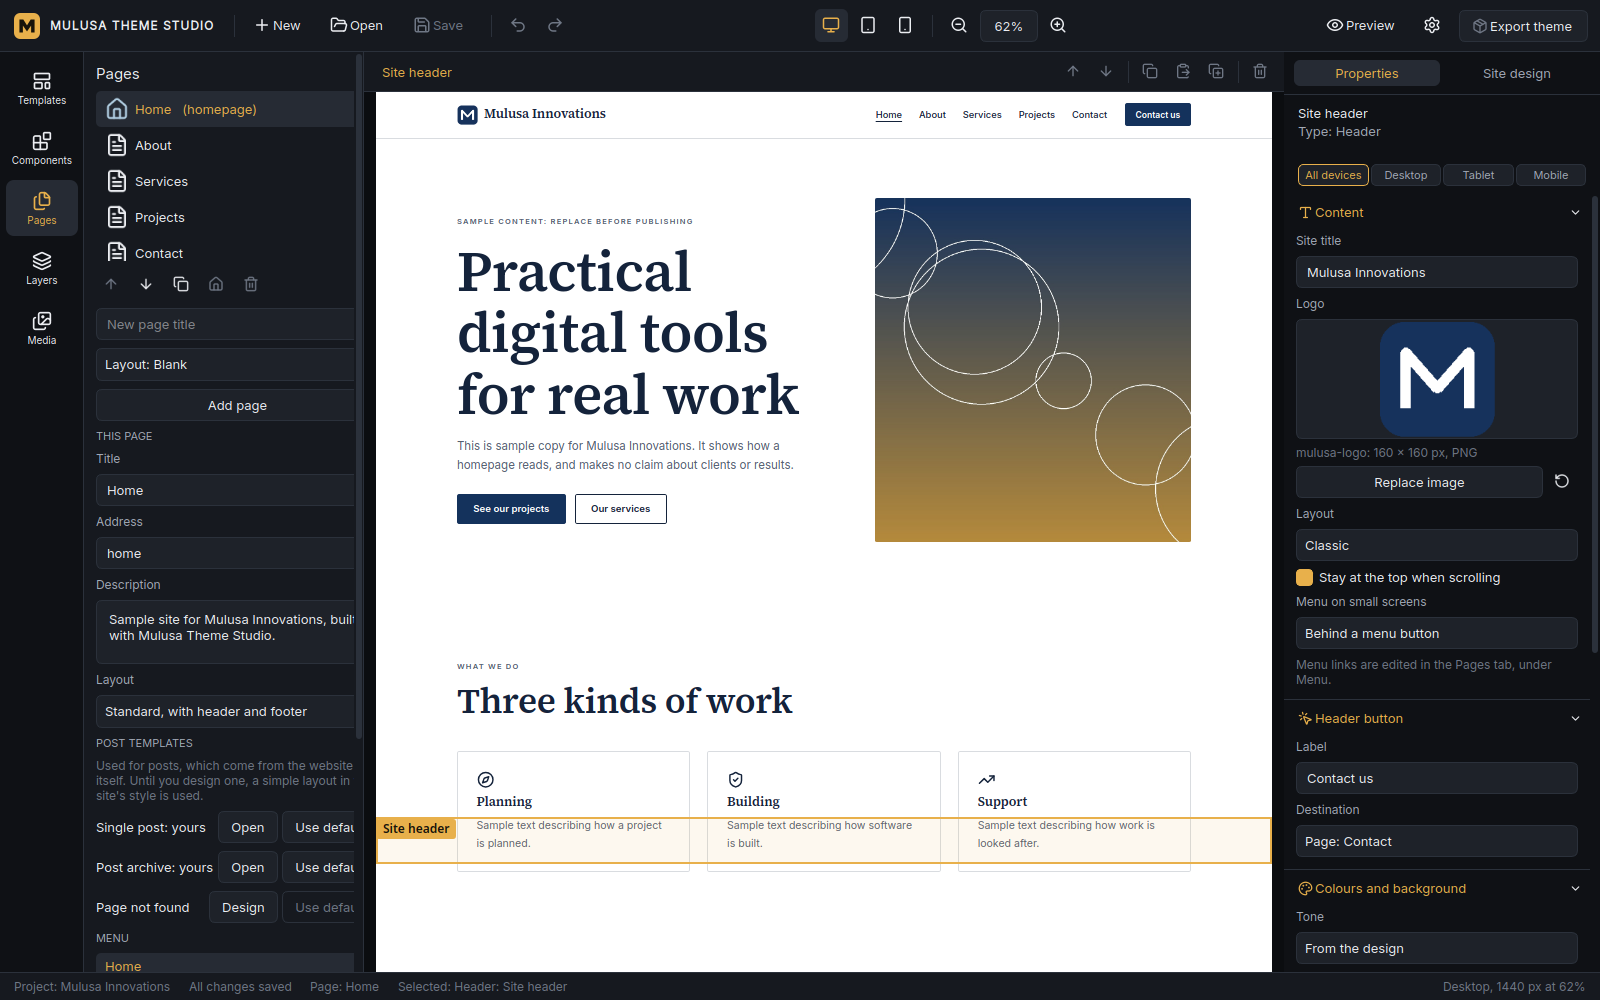 MULUSA THEME STUDIO
New
Open
Save
62%
Preview
Export theme
Templates
Components
Pages
Layers
Media
Pages
Home (homepage)
About
Services
Projects
Contact
New page title
Layout: Blank
Add page
THIS PAGE
Title
Home
Address
home
Description
Sample site for Mulusa Innovations, built
with Mulusa Theme Studio.
Layout
Standard, with header and footer
POST TEMPLATES
Used for posts, which come from the website
itself. Until you design one, a simple layout in
site's style is used.
Single post: yours
Open
Use defau
Post archive: yours
Open
Use defau
Page not found
Design
Use defau
MENU
Home
Site header
Mulusa Innovations
Home
About
Services
Projects
Contact
Contact us
SAMPLE CONTENT: REPLACE BEFORE PUBLISHING
Practical
digital tools
for real work
This is sample copy for Mulusa Innovations. It shows how a
homepage reads, and makes no claim about clients or results.
See our projects
Our services
WHAT WE DO
Three kinds of work
Planning
Sample text describing how a project
is planned.
Building
Sample text describing how software
is built.
Support
Sample text describing how work is
looked after.
Site header
Properties
Site design
Site header
Type: Header
All devices
Desktop
Tablet
Mobile
Content
Site title
Mulusa Innovations
Logo
M
mulusa-logo: 160 × 160 px, PNG
Replace image
Layout
Classic
Stay at the top when scrolling
Menu on small screens
Behind a menu button
Menu links are edited in the Pages tab, under
Menu.
Header button
Label
Contact us
Destination
Page: Contact
Colours and background
Tone
From the design
Project: Mulusa Innovations
All changes saved
Page: Home
Selected: Header: Site header
Desktop, 1440 px at 62%